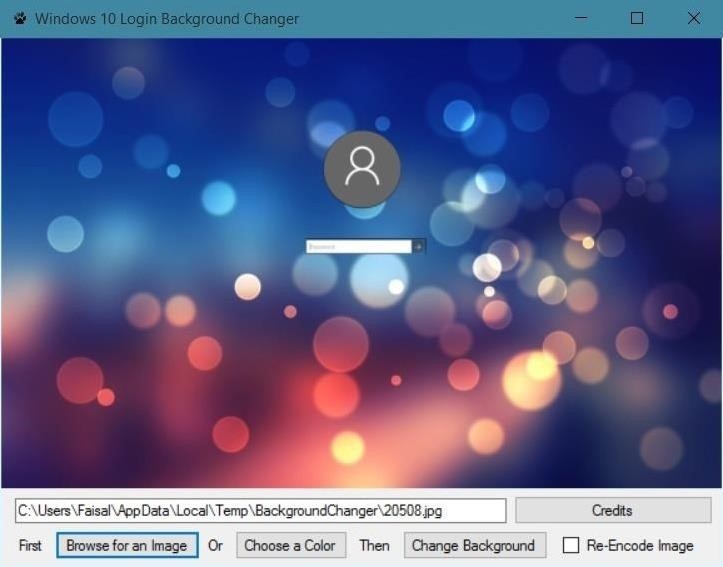 Windows 10 Login Background Changer
Password
C:\Users\Faisal\AppData\Local\Temp\BackgroundChanger\20508.jpg
Credits
First Browse for an Image Or Choose a Color Then Change Background Re-Encode Image